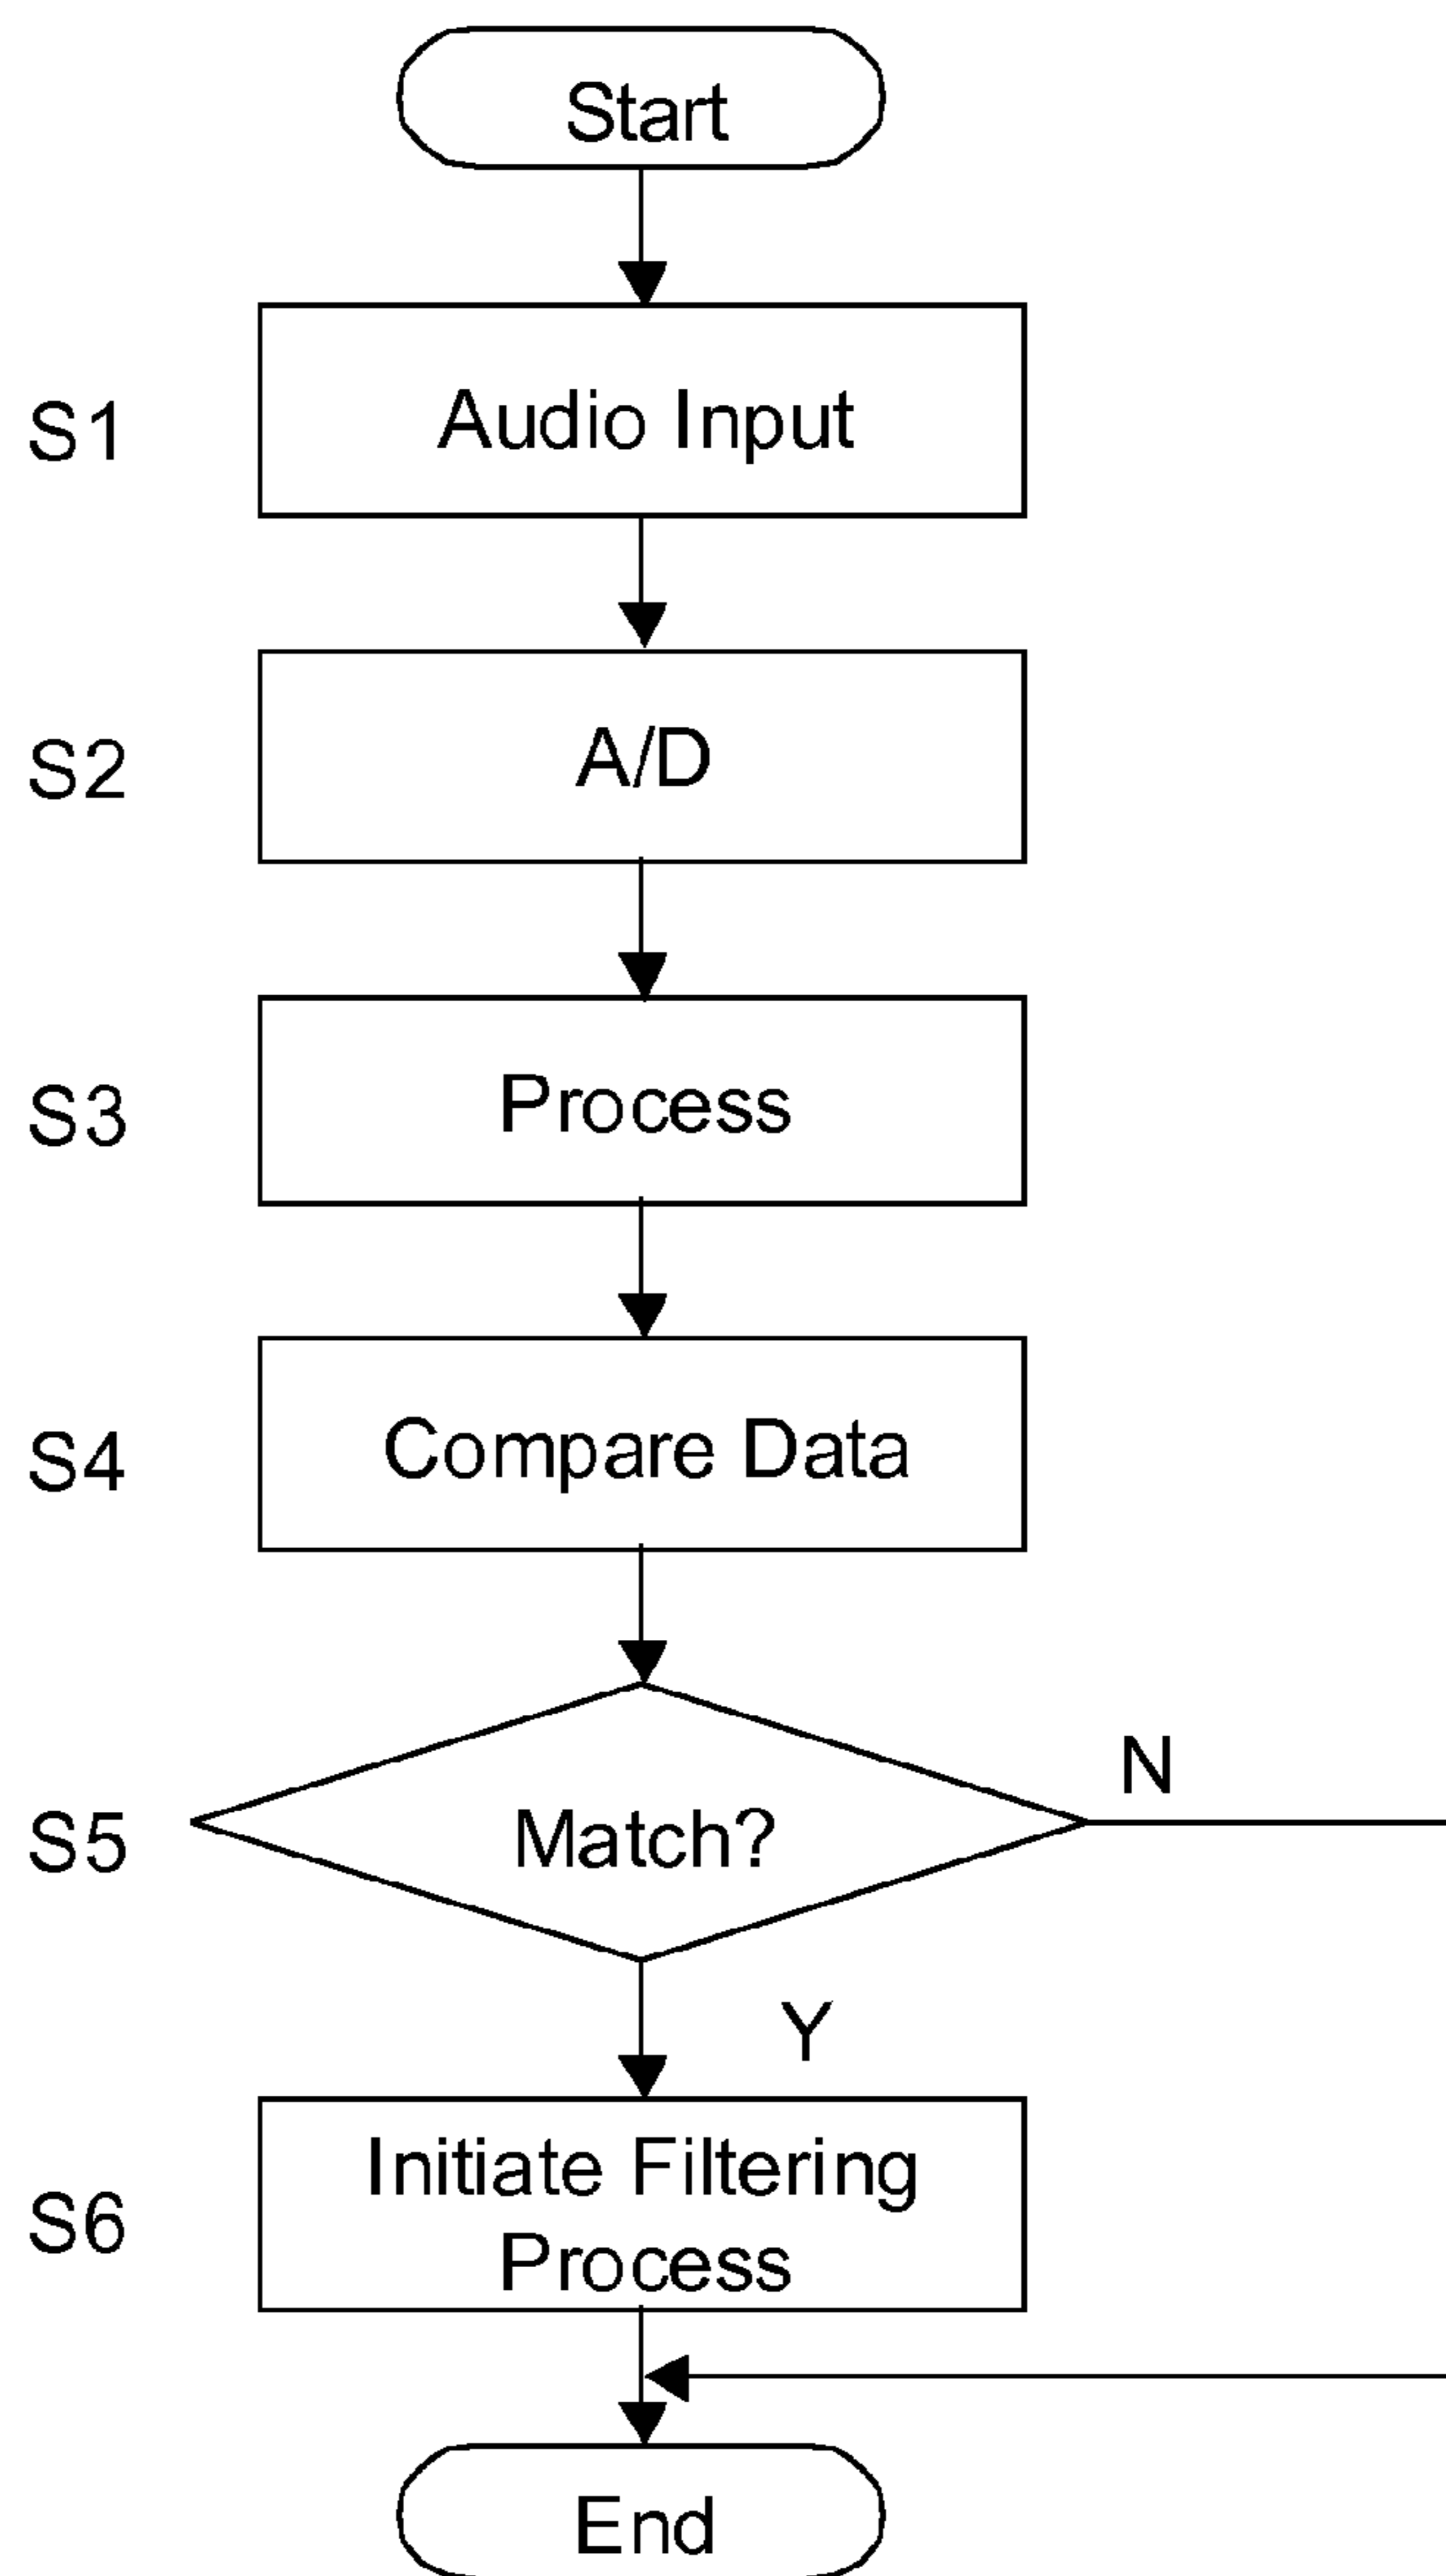 Start
S1
Audio Input
S2
A/D
S3
Process
S4
Compare Data
S5
Match?
N
Y
S6
Initiate Filtering
Process
End